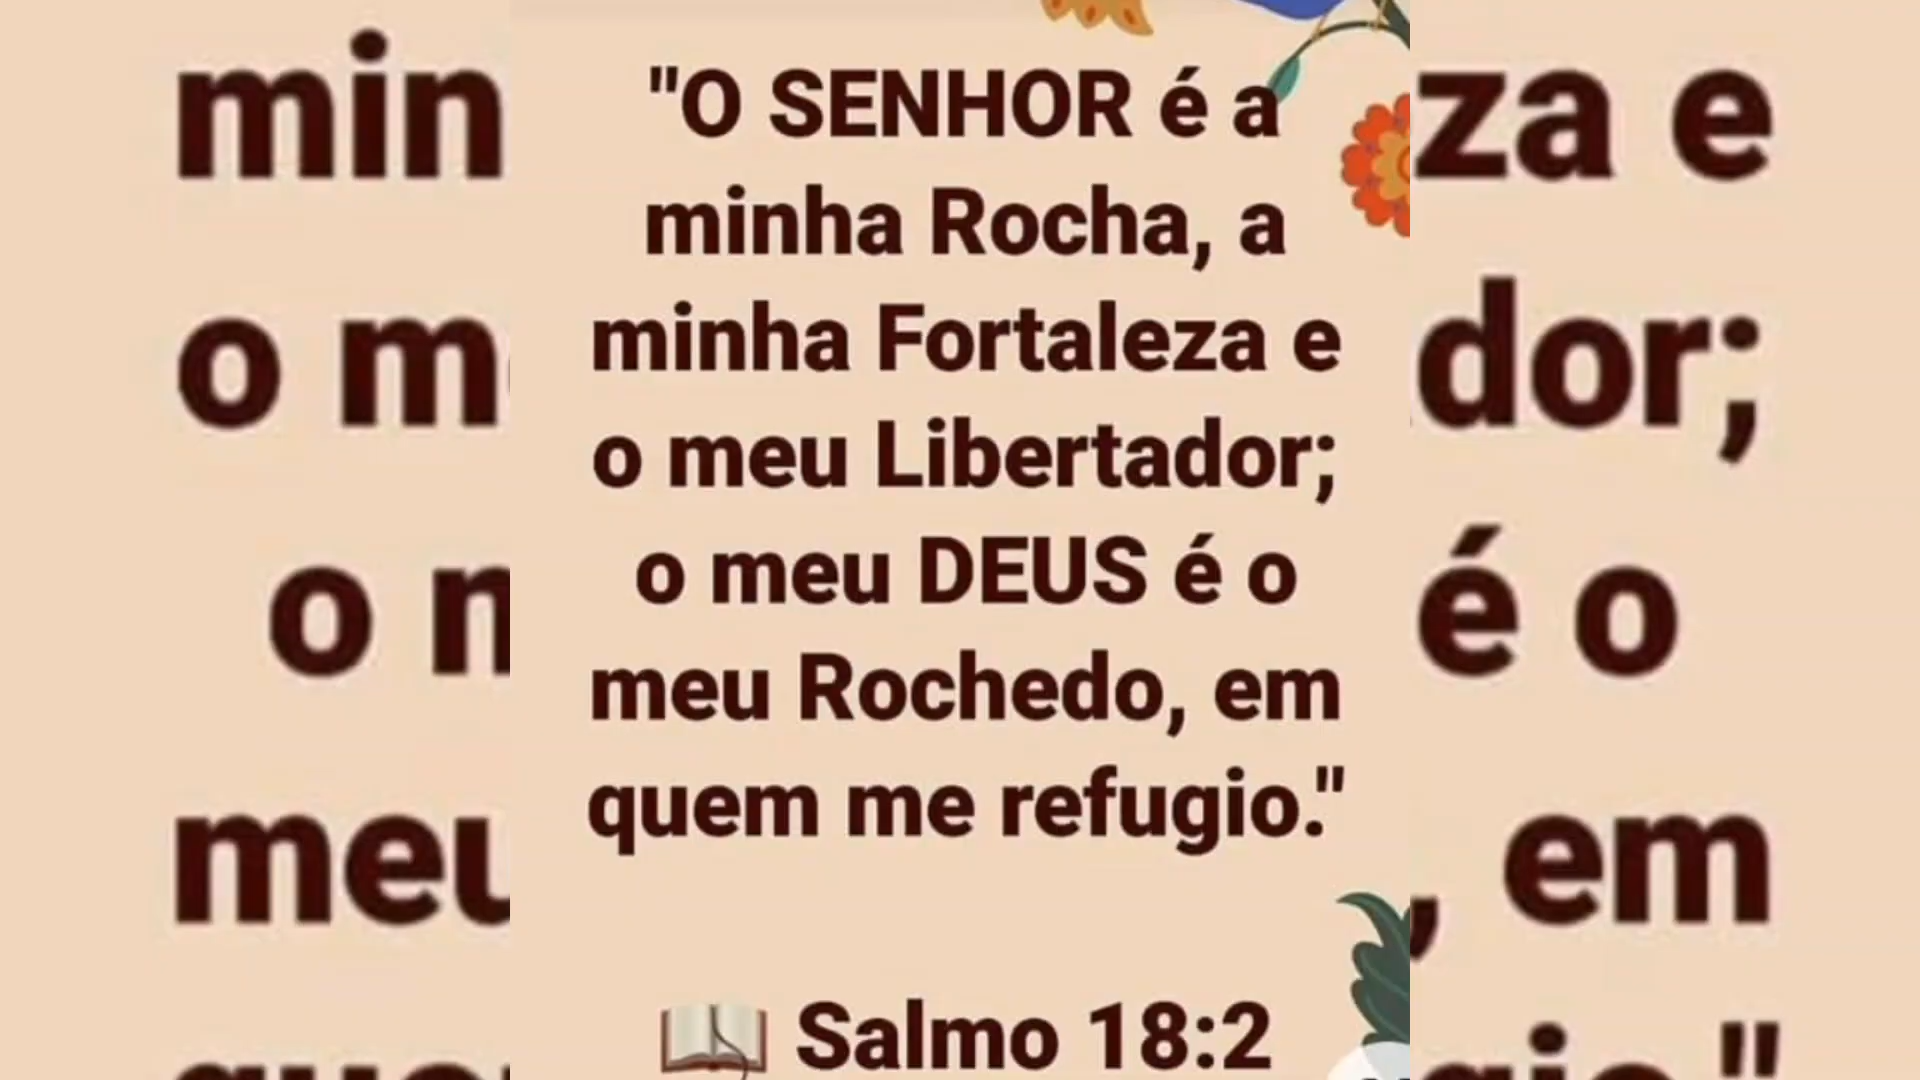 "O SENHOR é a
minha Rocha, a
minha Fortaleza e
o meu Libertador;
o meu DEUS é o
meu Rochedo, em
quem me refugio."
📖 Salmo 18:2